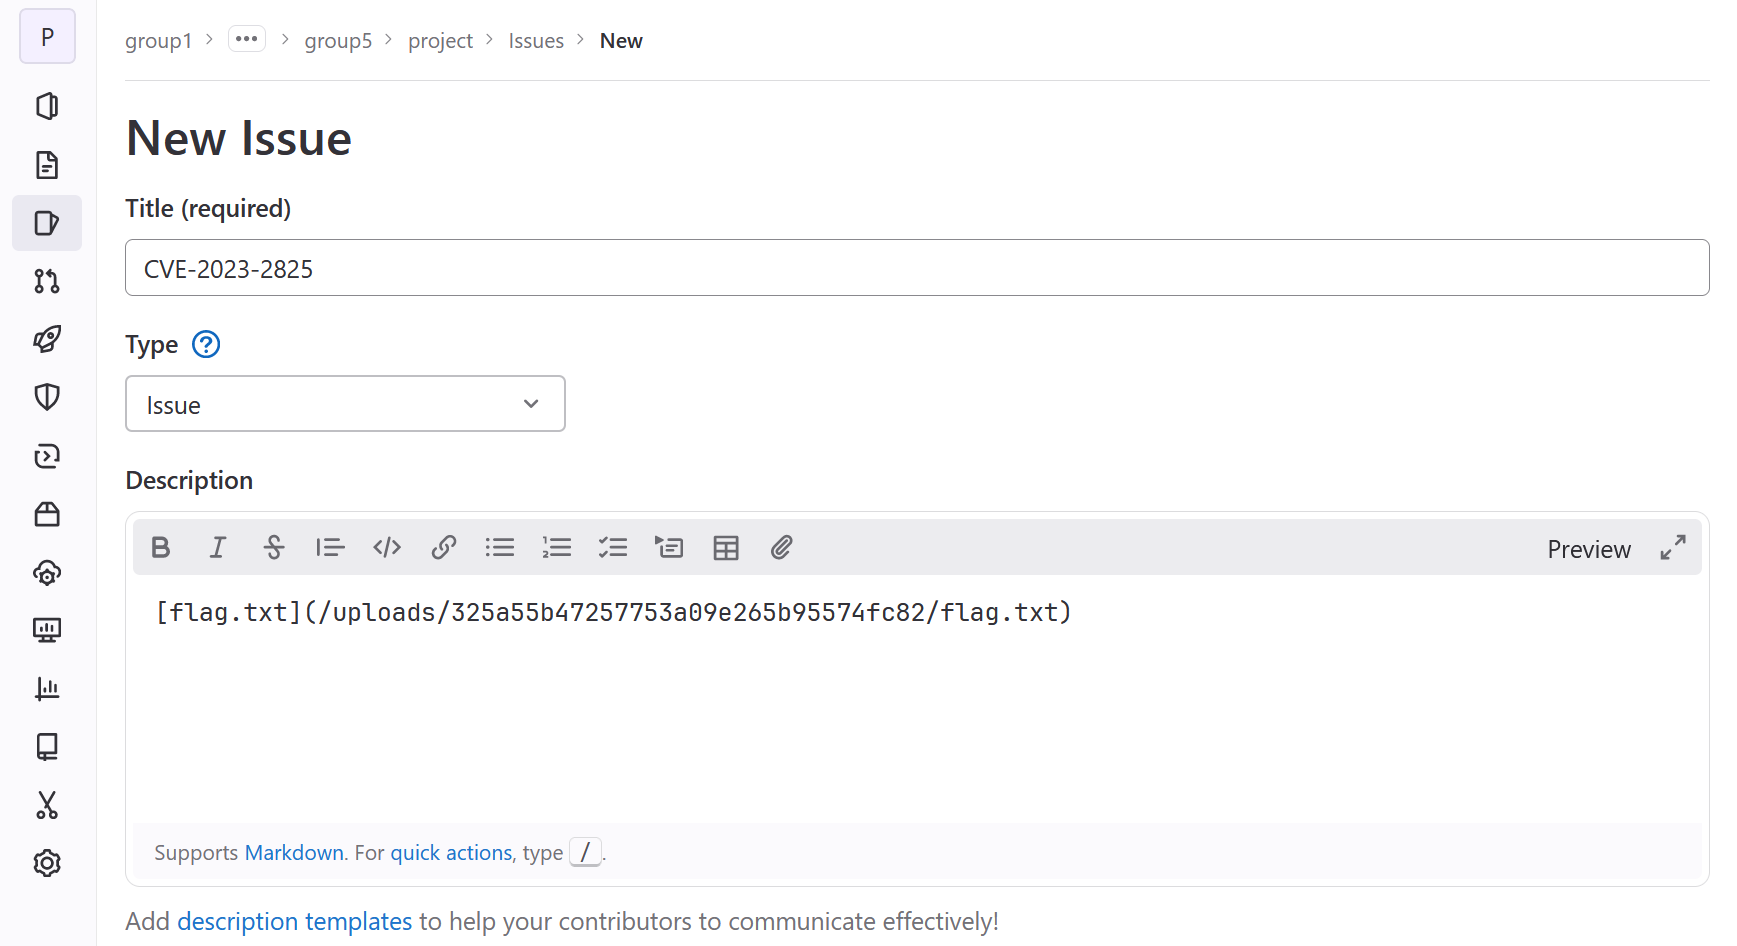 P
group1 > ••• > group5 > project > Issues > New
New Issue
Title (required)
CVE-2023-2825
Type ?
Issue
Description
Preview
[flag.txt](/uploads/325a55b47257753a09e265b95574fc82/flag.txt)
Supports Markdown. For quick actions, type /.
Add description templates to help your contributors to communicate effectively!